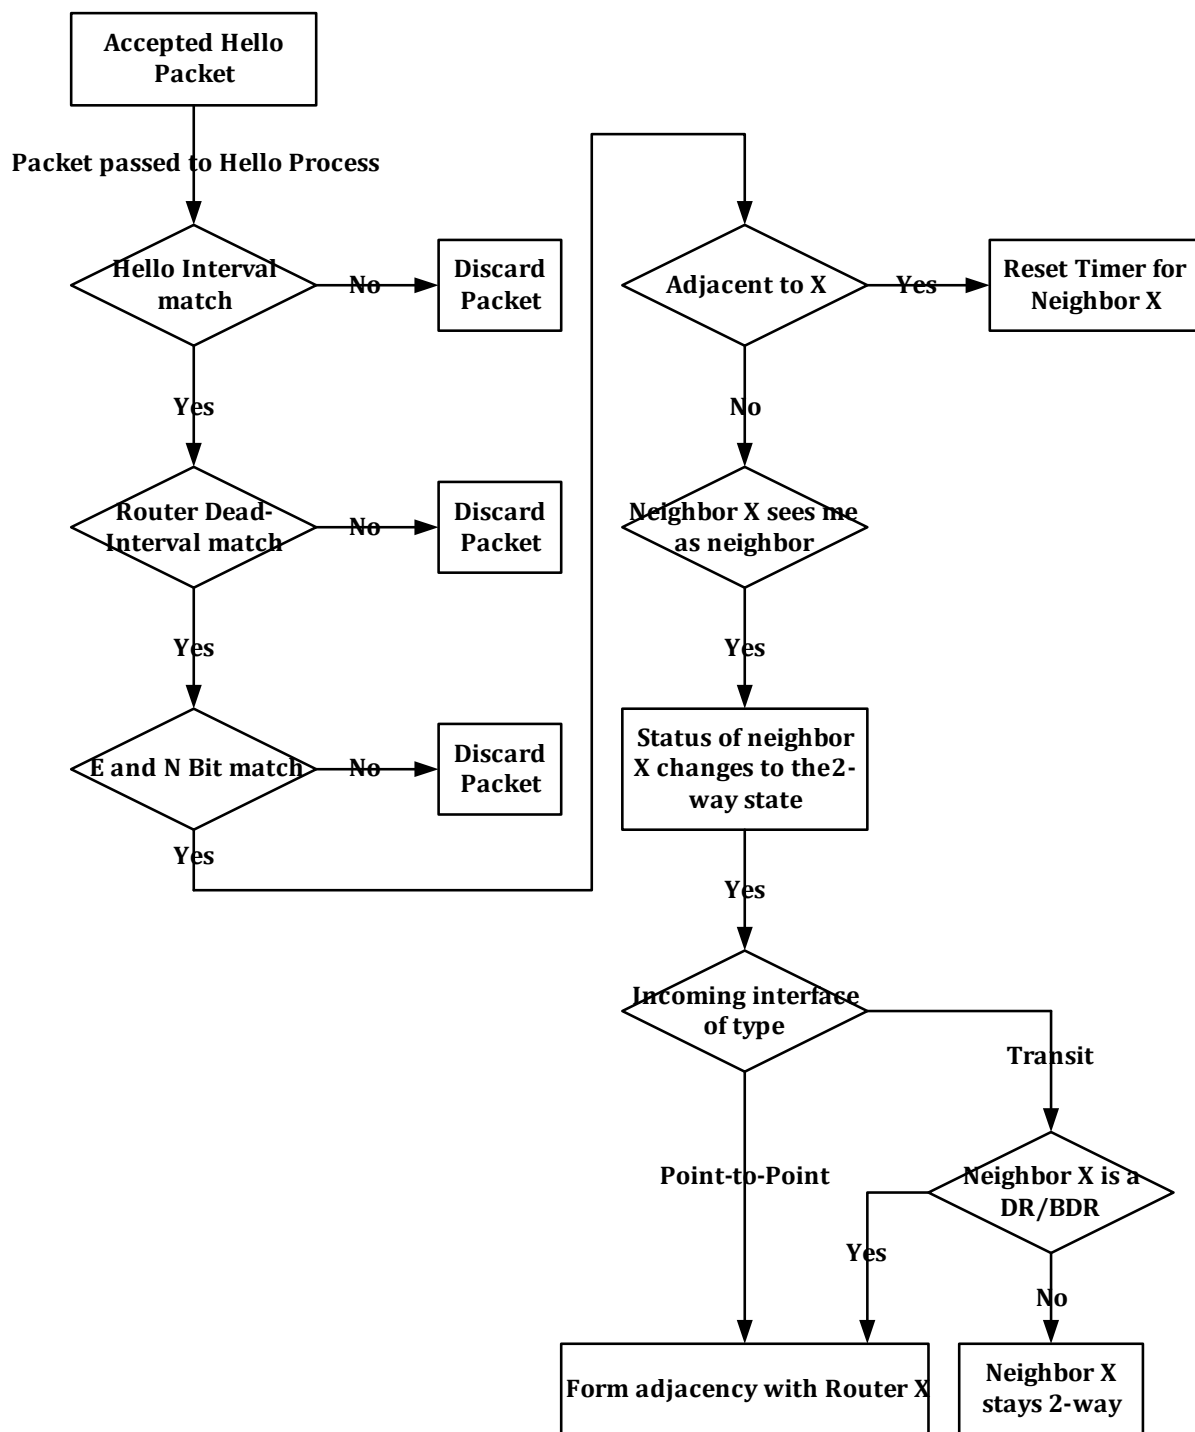 Accepted Hello
Packet
Packet passed to Hello Process
Hello Interval
match
No
Discard
Packet
Yes
Router Dead-
Interval match
No
Discard
Packet
Yes
E and N Bit match
No
Discard
Packet
Yes
Adjacent to X
Yes
Reset Timer for
Neighbor X
No
Neighbor X sees me
as neighbor
Yes
Status of neighbor
X changes to the 2-
way state
Yes
Incoming interface
of type
Transit
Point-to-Point
Neighbor X is a
DR/BDR
Yes
No
Form adjacency with Router X
Neighbor X
stays 2-way